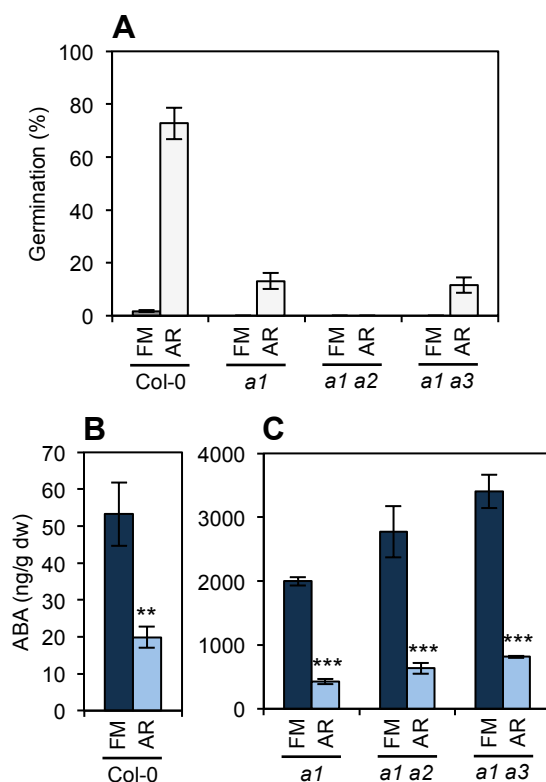 A
Germination (%)
100
80
60
40
20
0
FM AR FM AR FM AR FM AR
Col-0 a1 a1 a2 a1 a3
B C
ABA (ng/g dw)
70
60
50
40
30
20
10
0
**
FM AR
Col-0
4000
3000
2000
1000
0
*** *** ***
FM AR FM AR FM AR
a1 a1 a2 a1 a3